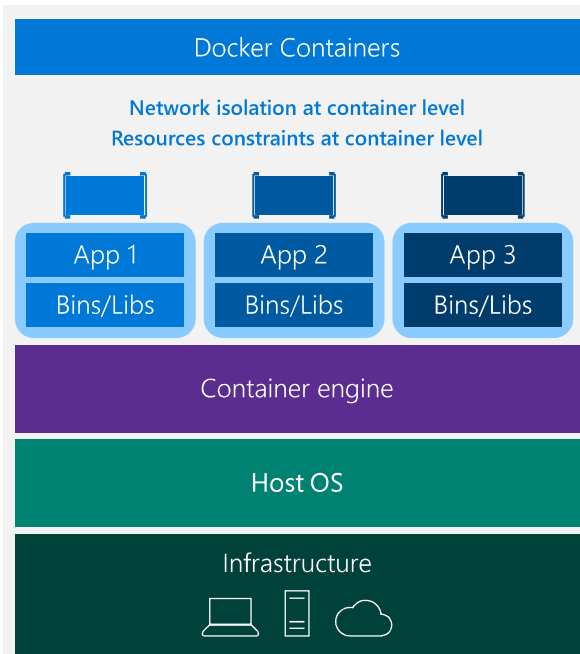 Docker Containers
Network isolation at container level
Resources constraints at container level
App 1
App 2
App 3
Bins/Libs
Bins/Libs
Bins/Libs
Container engine
Host OS
Infrastructure